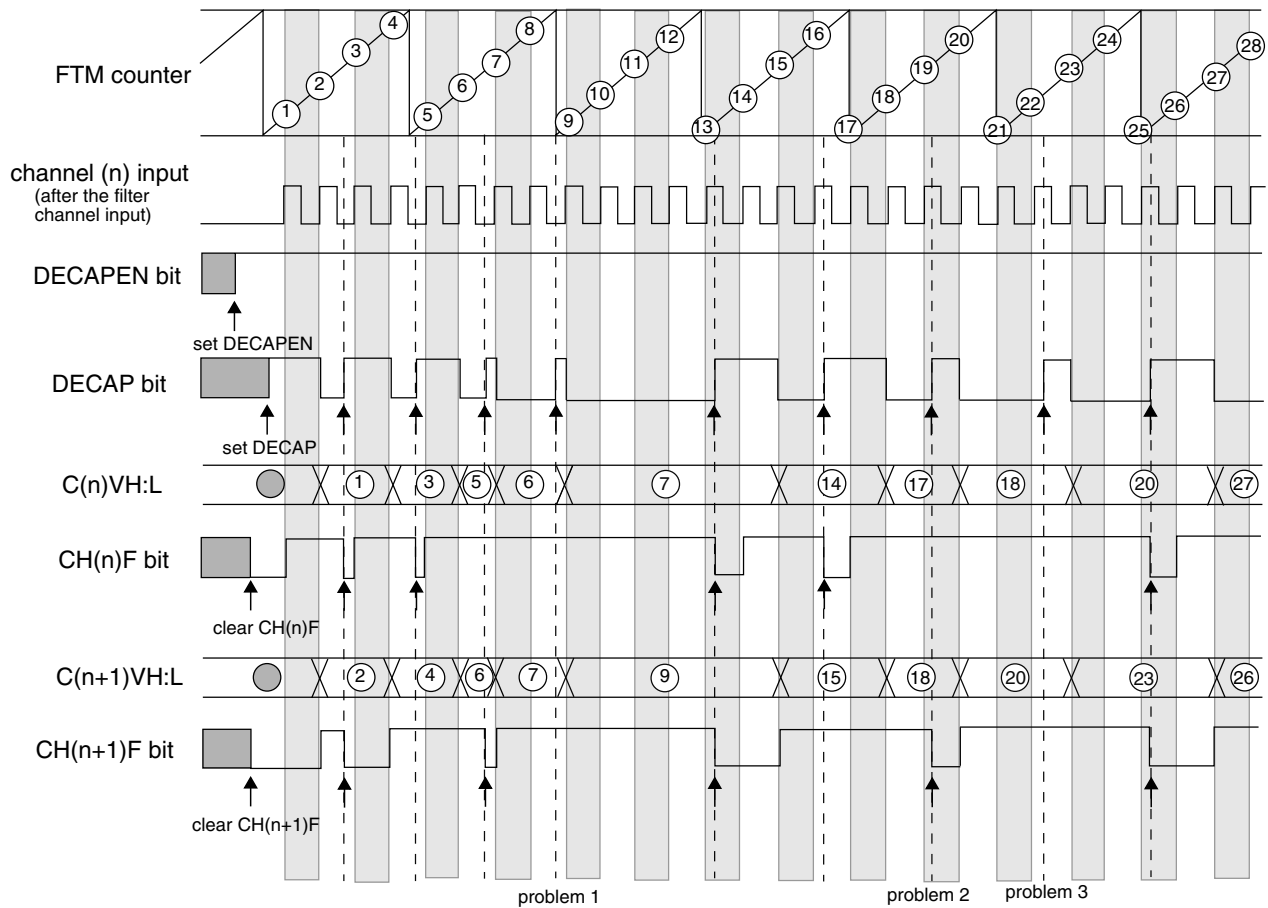 4
8
12
16
20
24
28
3
7
11
15
19
23
27
FTM counter
2
6
10
14
18
22
26
1
5
9
13
17
21
25
channel (n) input
(after the filter
channel input)
DECAPEN bit
set DECAPEN
DECAP bit
set DECAP
C(n)VH:L
1
3
5
6
7
14
17
18
20
27
CH(n)F bit
clear CH(n)F
C(n+1)VH:L
2
4
6
7
9
15
18
20
23
26
CH(n+1)F bit
clear CH(n+1)F
problem 1
problem 2
problem 3